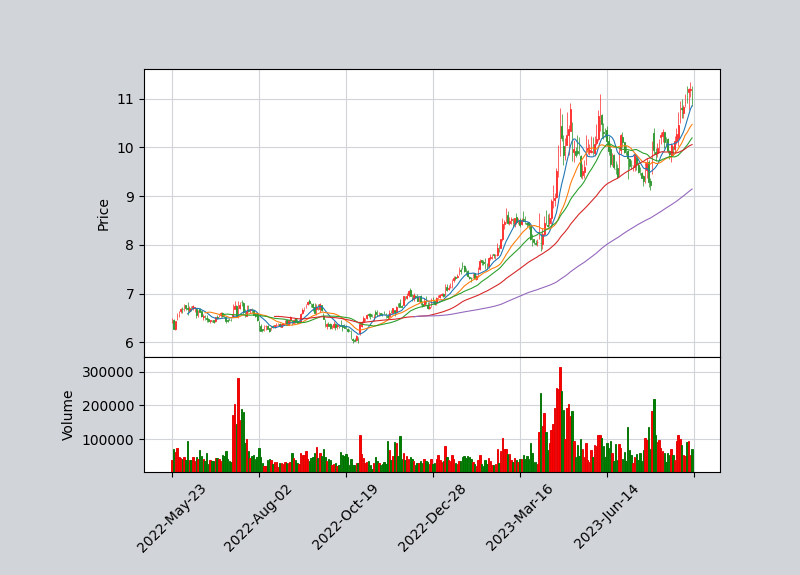 Price
11
10
9
8
7
6
Volume
300000
200000
100000
2022-May-23
2022-Aug-02
2022-Oct-19
2022-Dec-28
2023-Mar-16
2023-Jun-14